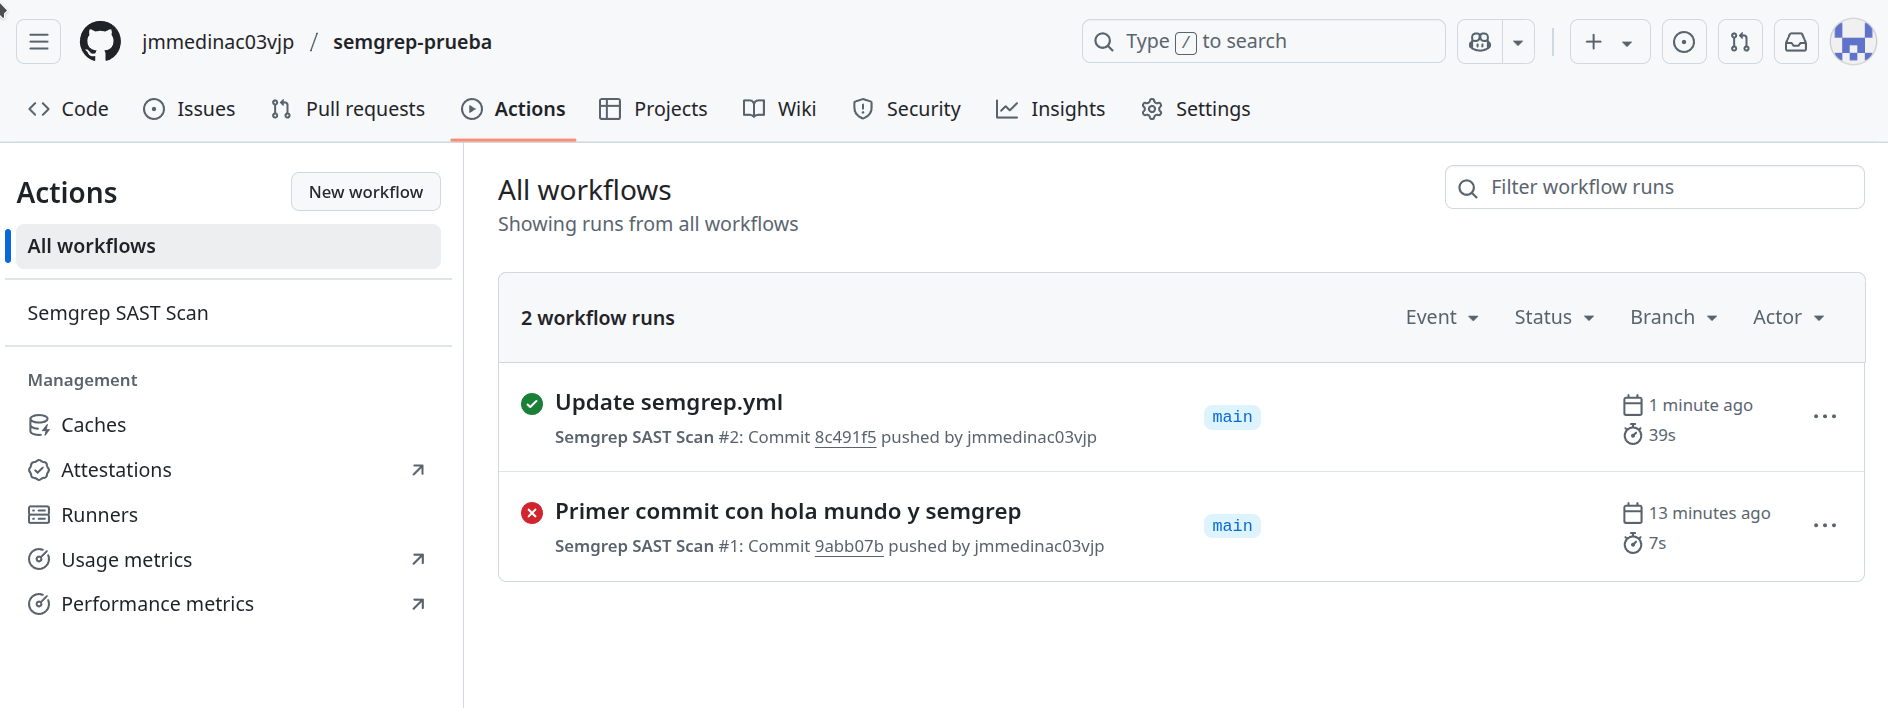 jmmedinac03vjp / semgrep-prueba
Type / to search
Code
Issues
Pull requests
Actions
Projects
Wiki
Security
Insights
Settings
Actions
New workflow
All workflows
Semgrep SAST Scan
Management
Caches
Attestations
Runners
Usage metrics
Performance metrics
All workflows
Showing runs from all workflows
Filter workflow runs
2 workflow runs
Event
Status
Branch
Actor
Update semgrep.yml
Semgrep SAST Scan #2: Commit 8c491f5 pushed by jmmedinac03vjp
main
1 minute ago
39s
Primer commit con hola mundo y semgrep
Semgrep SAST Scan #1: Commit 9abb07b pushed by jmmedinac03vjp
main
13 minutes ago
7s